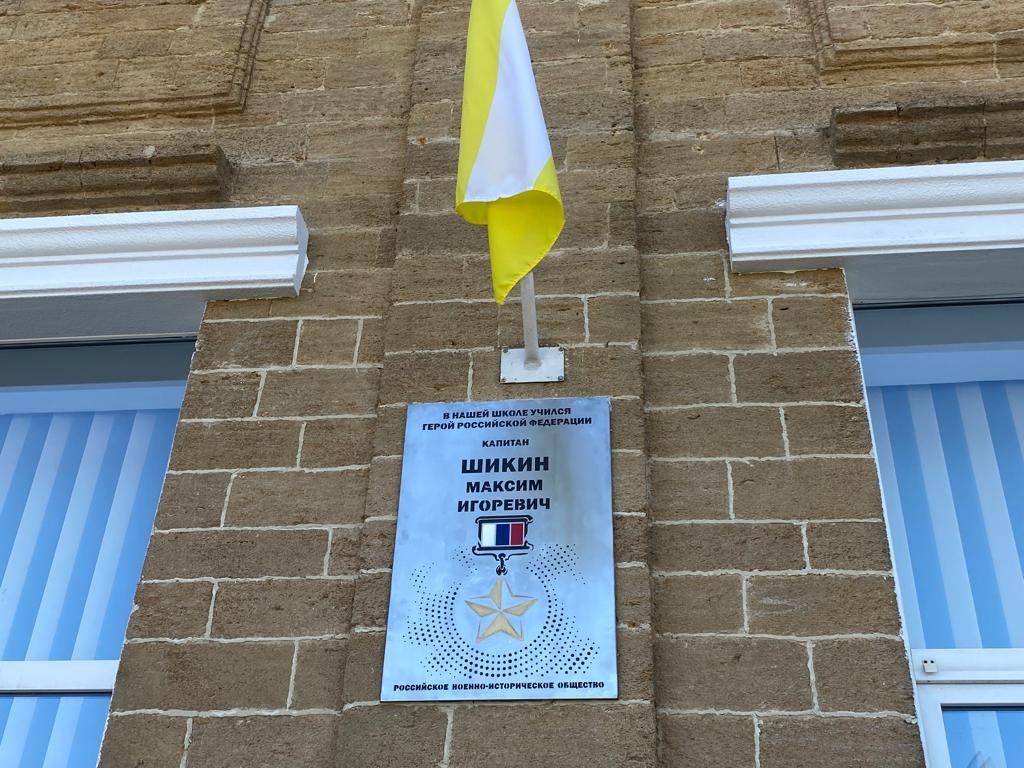 В НАШЕЙ ШКОЛЕ УЧИЛСЯ
ГЕРОЙ РОССИЙСКОЙ ФЕДЕРАЦИИ
КАПИТАН
ШИКИН
МАКСИМ
ИГОРЕВИЧ
РОССИЙСКОЕ ВОЕННО-ИСТОРИЧЕСКОЕ ОБЩЕСТВО